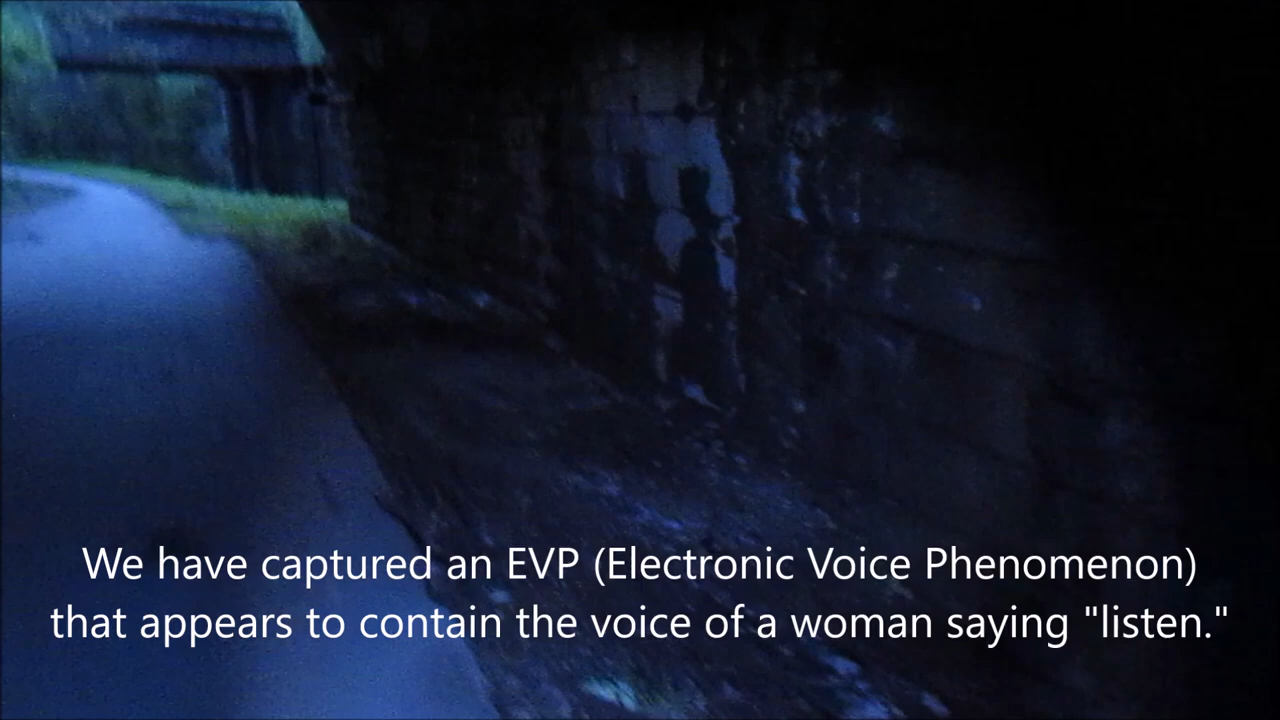 We have captured an EVP (Electronic Voice Phenomenon)
that appears to contain the voice of a woman saying "listen."